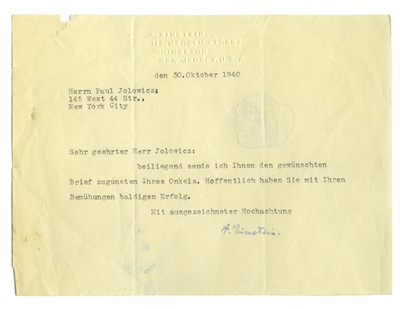 A. EINSTEIN
112 MERCER STREET
PRINCETON
NEW JERSEY, U.S.A.
den 30.Oktober 1940
Herrn Paul Jolowicz;
145 West 44 Str.,
New York City
Sehr geehrter Herr Jolowicz:
beiliegend sende ich Ihnen den gewünschten
Brief zugunsten Ihres Onkels. Hoffentlich haben Sie mit Ihren
Bemühungen baldigen Erfolg.
Mit ausgezeichneter Hochachtung
A. Einstein.